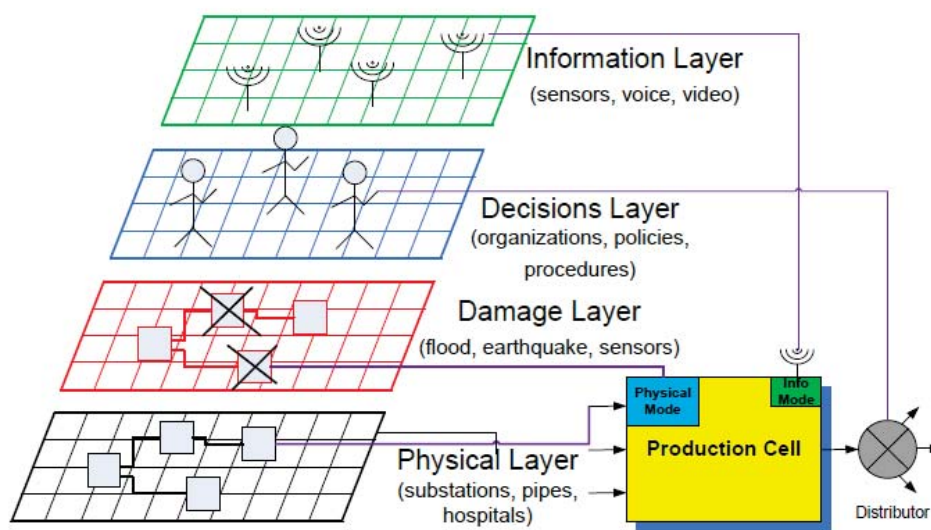 Information Layer
(sensors, voice, video)
Decisions Layer
(organizations, policies,
procedures)
Damage Layer
(flood, earthquake, sensors)
Physical
Mode
Info
Mode
Production Cell
Physical Layer
(substations, pipes,
hospitals)
Distributor